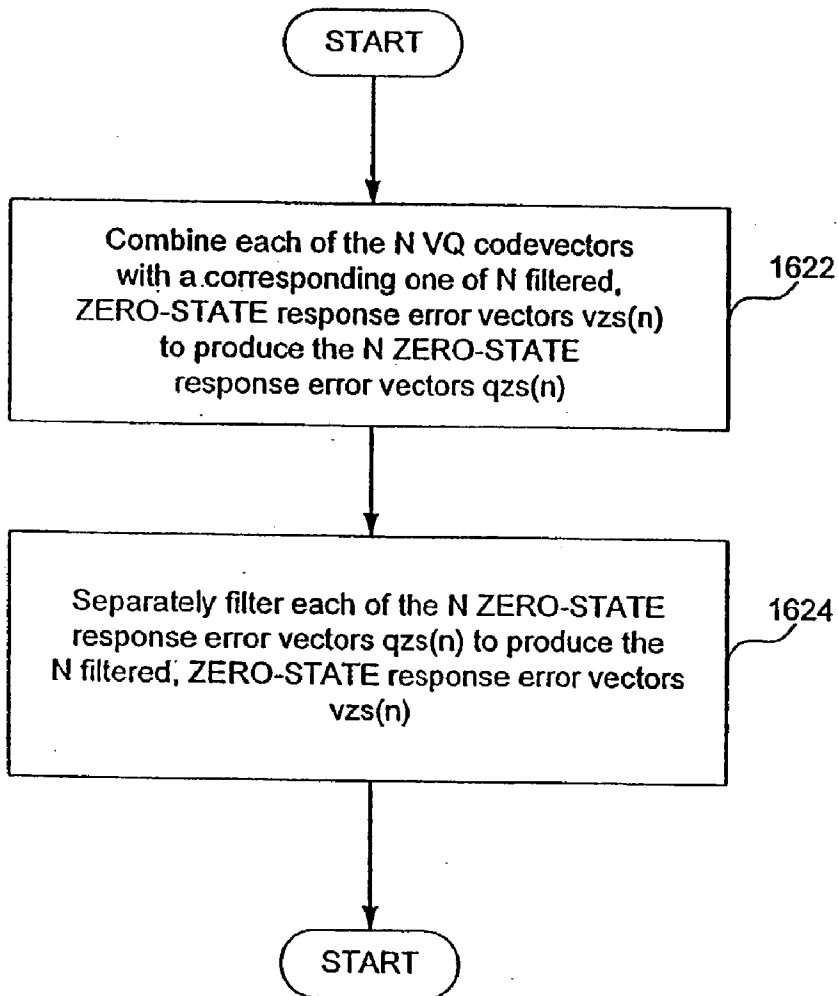 START
Combine each of the N VQ codevectors
with a corresponding one of N filtered,
ZERO-STATE response error vectors vzs(n)
to produce the N ZERO-STATE
response error vectors qzs(n)
1622
Separately filter each of the N ZERO-STATE
response error vectors qzs(n) to produce the
N filtered, ZERO-STATE response error vectors
vzs(n)
1624
START